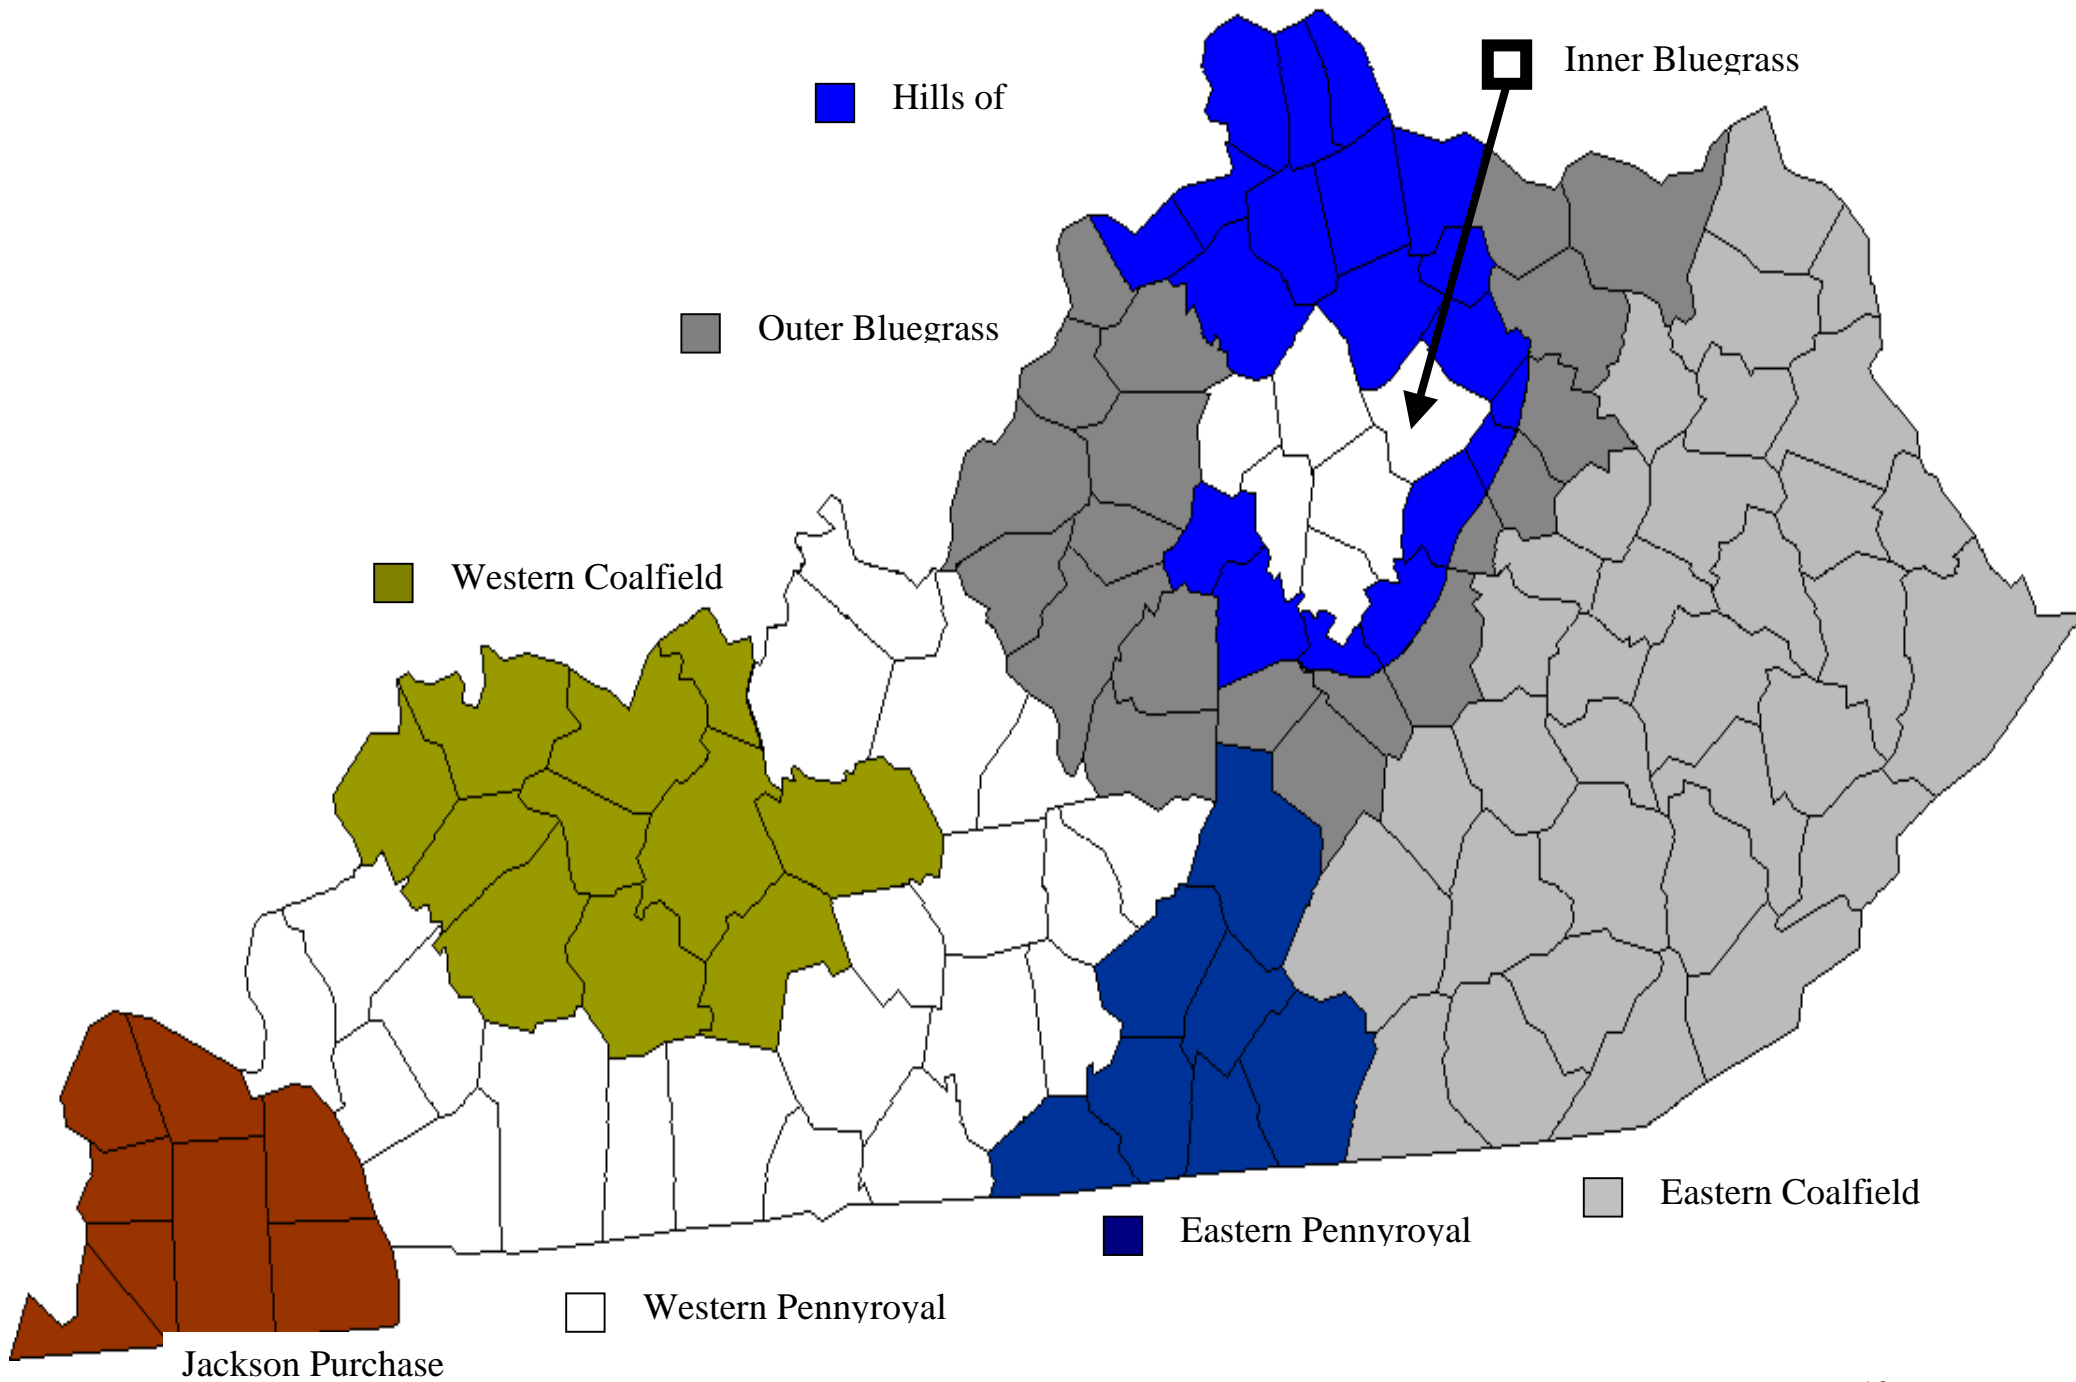 Inner Bluegrass
Hills of
Outer Bluegrass
Western Coalfield
Eastern Coalfield
Eastern Pennyroyal
Western Pennyroyal
Jackson Purchase